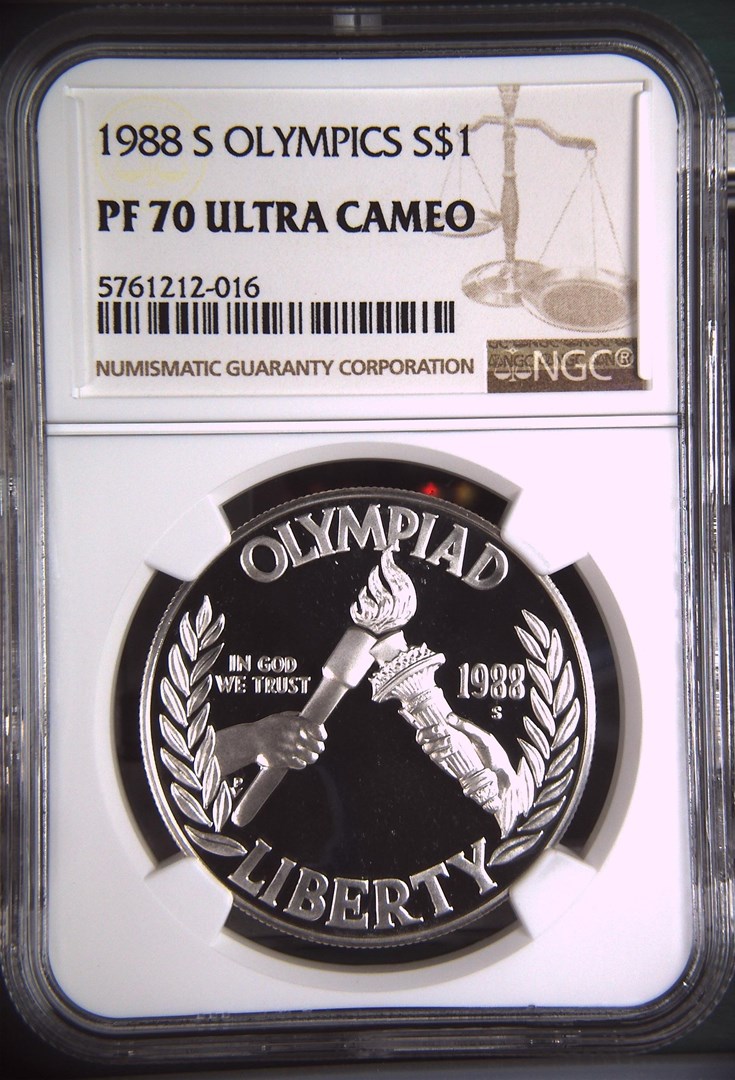 1988 S OLYMPICS S$1
PF 70 ULTRA CAMEO
5761212-016
NUMISMATIC GUARANTY CORPORATION
NGC®
OLYMPIAD
IN GOD
WE TRUST
1988
S
P
LIBERTY